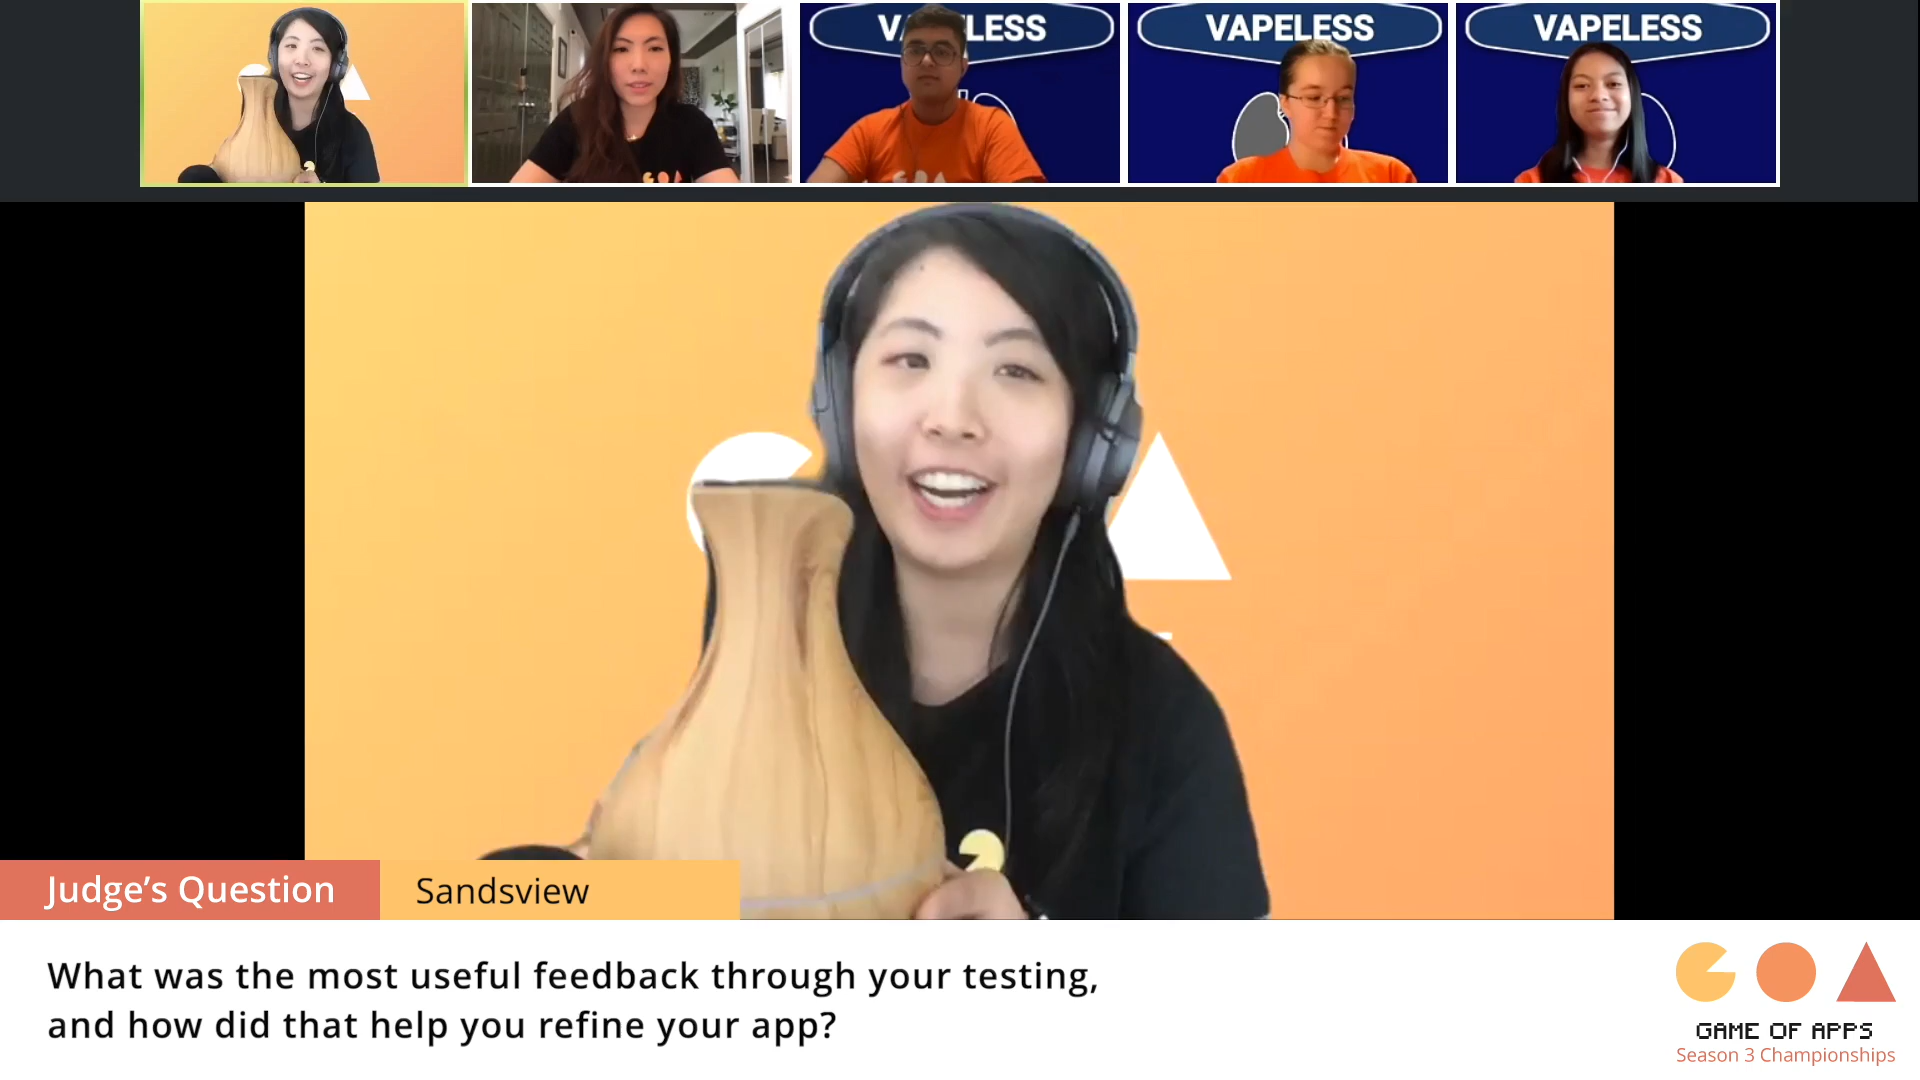 VAPELESS
VAPELESS
VAPELESS
Judge's Question
Sandsview
What was the most useful feedback through your testing,
and how did that help you refine your app?
GAME OF APPS
Season 3 Championships